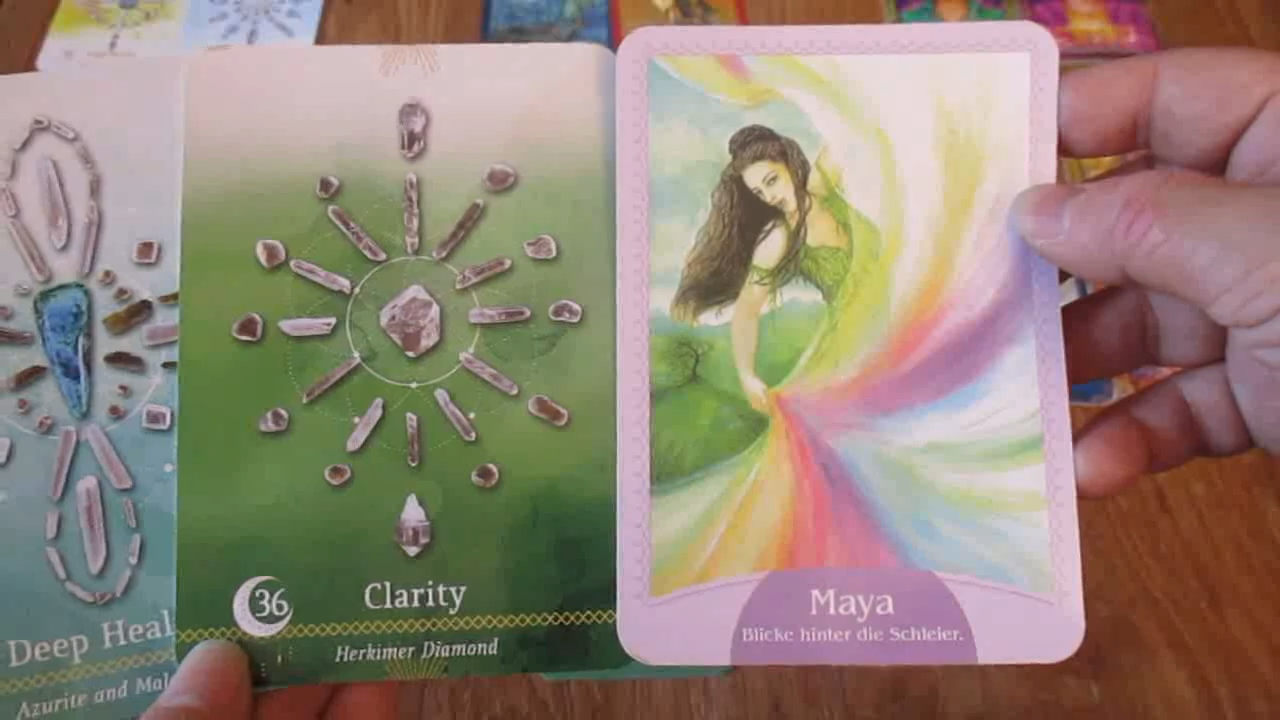 Deep Heal
Azurite and Mal
36
Clarity
Herkimer Diamond
Maya
Blicke hinter die Schleier.